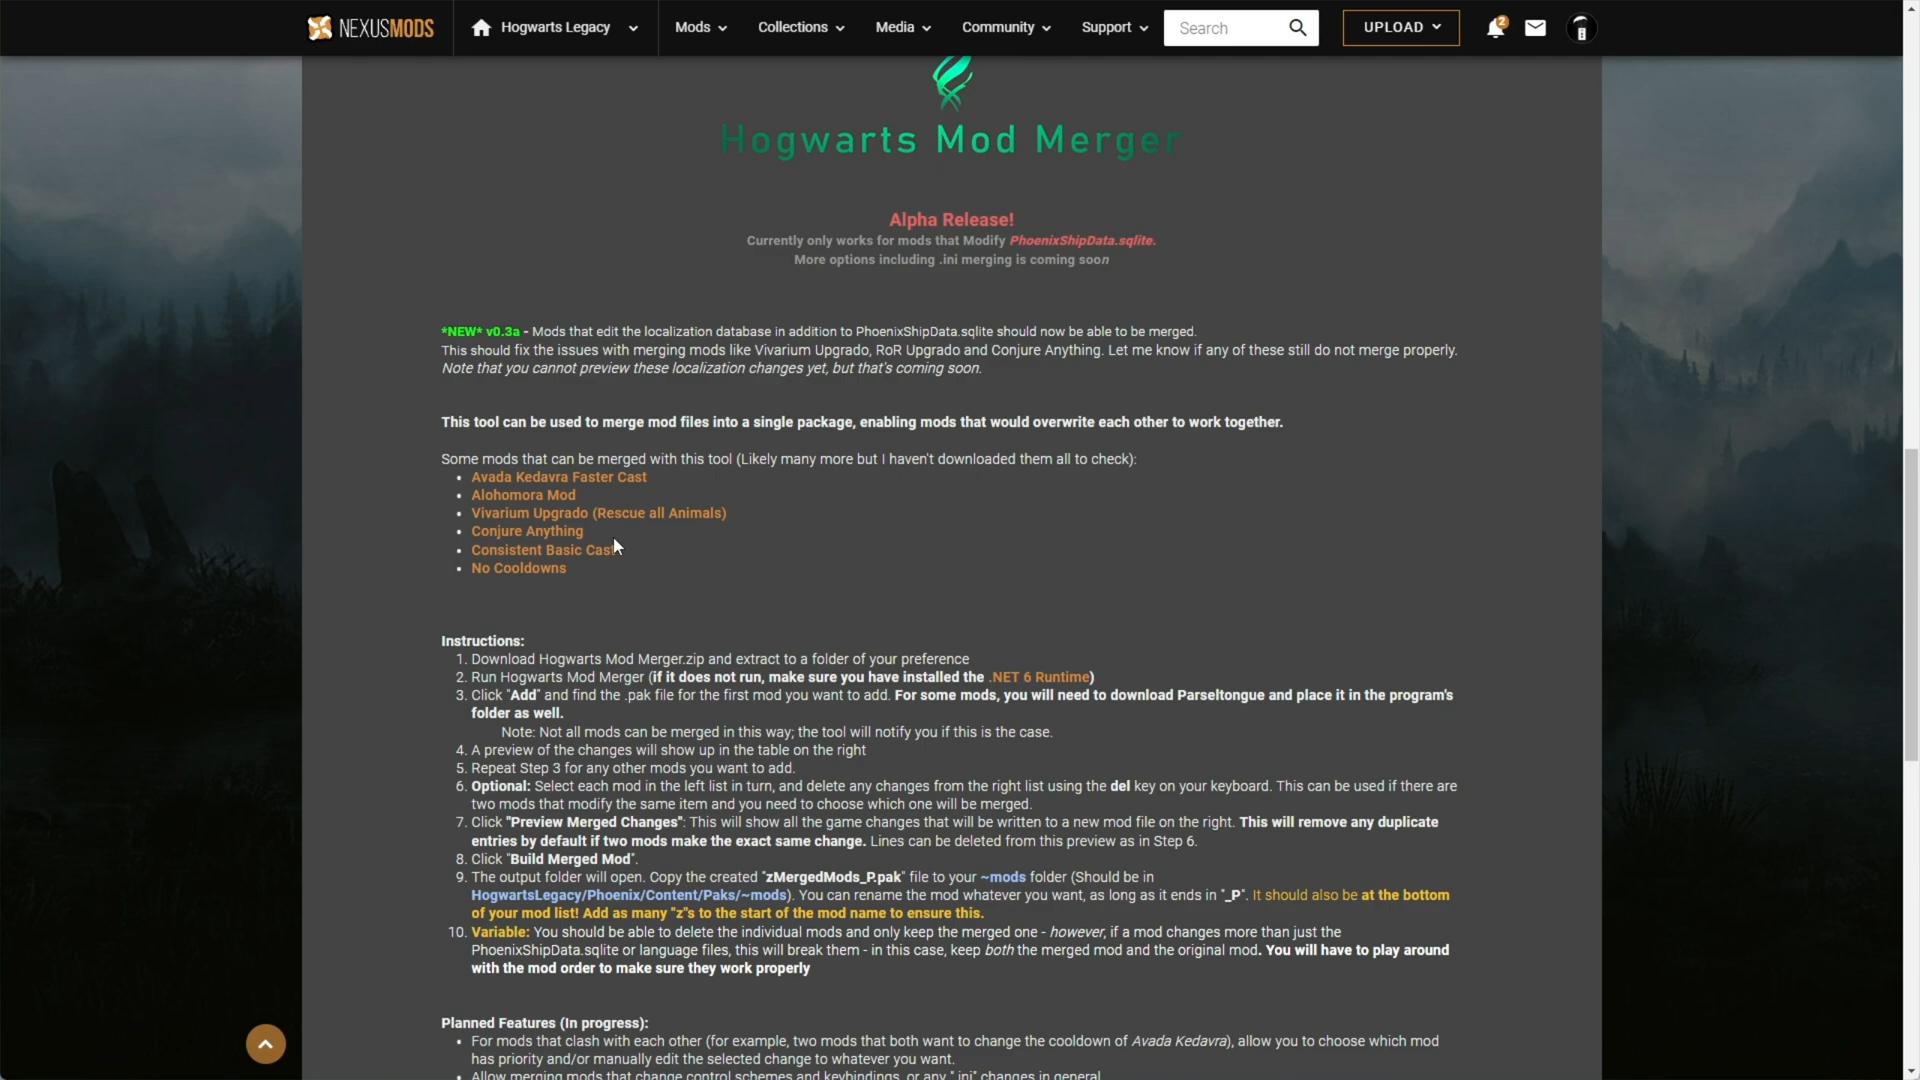 NEXUSMODS Hogwarts Legacy Mods Collections Media Community Support Search UPLOAD 2
Hogwarts Mod Merger
Alpha Release!
Currently only works for mods that Modify PhoenixShipData.sqlite.
More options including .ini merging is coming soon
*NEW* v0.3a - Mods that edit the localization database in addition to PhoenixShipData.sqlite should now be able to be merged.
This should fix the issues with merging mods like Vivarium Upgrado, RoR Upgrado and Conjure Anything. Let me know if any of these still do not merge properly.
Note that you cannot preview these localization changes yet, but that's coming soon.
This tool can be used to merge mod files into a single package, enabling mods that would overwrite each other to work together.
Some mods that can be merged with this tool (Likely many more but I haven't downloaded them all to check):
• Avada Kedavra Faster Cast
• Alohomora Mod
• Vivarium Upgrado (Rescue all Animals)
• Conjure Anything
• Consistent Basic Cast
• No Cooldowns
Instructions:
1. Download Hogwarts Mod Merger.zip and extract to a folder of your preference
2. Run Hogwarts Mod Merger (if it does not run, make sure you have installed the .NET 6 Runtime)
3. Click "Add" and find the .pak file for the first mod you want to add. For some mods, you will need to download Parseltongue and place it in the program's
folder as well.
Note: Not all mods can be merged in this way; the tool will notify you if this is the case.
4. A preview of the changes will show up in the table on the right
5. Repeat Step 3 for any other mods you want to add.
6. Optional: Select each mod in the left list in turn, and delete any changes from the right list using the del key on your keyboard. This can be used if there are
two mods that modify the same item and you need to choose which one will be merged.
7. Click "Preview Merged Changes": This will show all the game changes that will be written to a new mod file on the right. This will remove any duplicate
entries by default if two mods make the exact same change. Lines can be deleted from this preview as in Step 6.
8. Click "Build Merged Mod".
9. The output folder will open. Copy the created "zMergedMods_P.pak" file to your ~mods folder (Should be in
HogwartsLegacy/Phoenix/Content/Paks/~mods). You can rename the mod whatever you want, as long as it ends in "_P". It should also be at the bottom
of your mod list! Add as many "z"s to the start of the mod name to ensure this.
10. Variable: You should be able to delete the individual mods and only keep the merged one - however, if a mod changes more than just the
PhoenixShipData.sqlite or language files, this will break them - in this case, keep both the merged mod and the original mod. You will have to play around
with the mod order to make sure they work properly
Planned Features (In progress):
• For mods that clash with each other (for example, two mods that both want to change the cooldown of Avada Kedavra), allow you to choose which mod
has priority and/or manually edit the selected change to whatever you want.
• Allow merging mods that change control schemes and keybindings, or any ".ini" changes in general